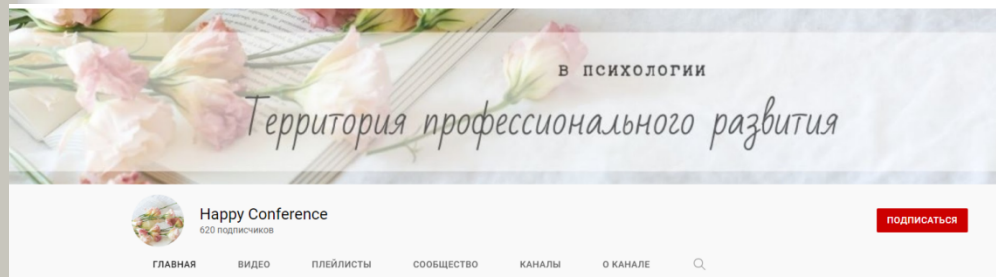 в психологии
Территория профессионального развития
Happy Conference
620 подписчиков
ПОДПИСАТЬСЯ
ГЛАВНАЯ ВИДЕО ПЛЕЙЛИСТЫ СООБЩЕСТВО КАНАЛЫ О КАНАЛЕ